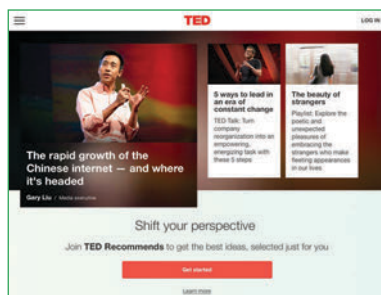 TED
LOG IN
The rapid growth of the
Chinese internet — and where
it's headed
Gary Liu / Media executive
5 ways to lead in
an era of
constant change
TED Talk: Turn
company
reorganization into an
empowering,
energizing task with
these 5 steps
The beauty of
strangers
Playlist: Explore the
poetic and
unexpected
pleasures of
embracing the
strangers who make
fleeting appearances
in our lives
Shift your perspective
Join TED Recommends to get the best ideas, selected just for you
Get started
Learn more